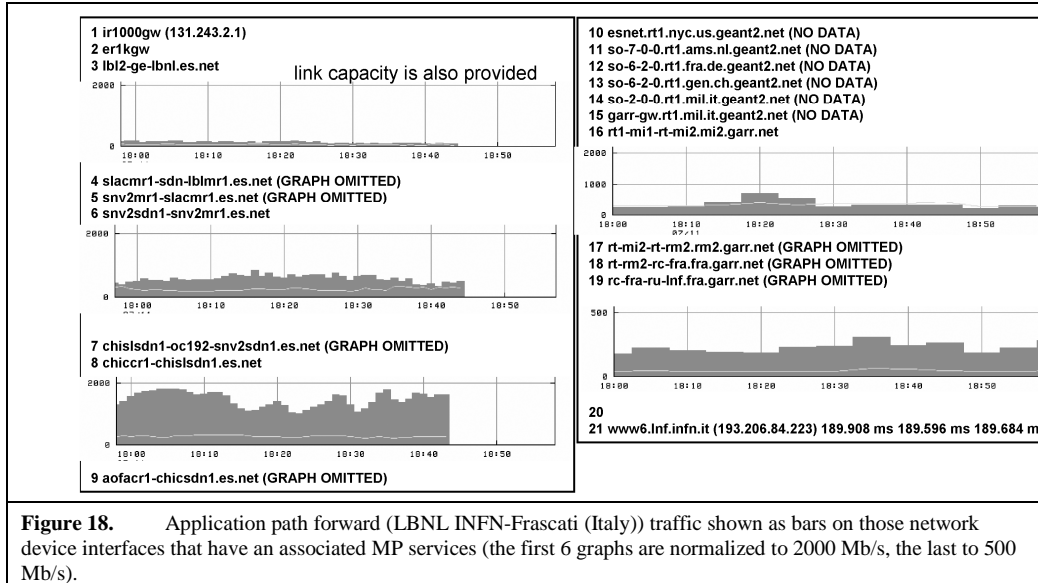 1 ir1000gw (131.243.2.1)
2 er1kgw
3 lbl2-ge-lbnl.es.net
link capacity is also provided
2000
0
18:00 18:10 18:20 18:30 18:40 18:50
4 slacmr1-sdn-lblmr1.es.net (GRAPH OMITTED)
5 snv2mr1-slacmr1.es.net (GRAPH OMITTED)
6 snv2sdn1-snv2mr1.es.net
2000
0
18:00 18:10 18:20 18:30 18:40 18:50
7 chislsdn1-oc192-snv2sdn1.es.net (GRAPH OMITTED)
8 chiccr1-chislsdn1.es.net
2000
0
18:00 18:10 18:20 18:30 18:40 18:50
9 aofacr1-chicsdn1.es.net (GRAPH OMITTED)
10 esnet.rt1.nyc.us.geant2.net (NO DATA)
11 so-7-0-0.rt1.ams.nl.geant2.net (NO DATA)
12 so-6-2-0.rt1.fra.de.geant2.net (NO DATA)
13 so-6-2-0.rt1.gen.ch.geant2.net (NO DATA)
14 so-2-0-0.rt1.mil.it.geant2.net (NO DATA)
15 garr-gw.rt1.mil.it.geant2.net (NO DATA)
16 rt1-mi1-rt-mi2.mi2.garr.net
2000
1000
0
18:00 18:10 18:20 18:30 18:40 18:50
07/11
17 rt-mi2-rt-rm2.rm2.garr.net (GRAPH OMITTED)
18 rt-rm2-rc-fra.fra.garr.net (GRAPH OMITTED)
19 rc-fra-ru-lnf.fra.garr.net (GRAPH OMITTED)
500
0
18:00 18:10 18:20 18:30 18:40 18:50
20
21 www6.lnf.infn.it (193.206.84.223) 189.908 ms 189.596 ms 189.684 m
Figure 18. Application path forward (LBNL INFN-Frascati (Italy)) traffic shown as bars on those network
device interfaces that have an associated MP services (the first 6 graphs are normalized to 2000 Mb/s, the last to 500
Mb/s).